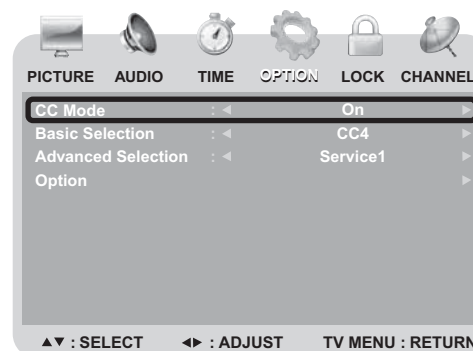 PICTURE AUDIO TIME OPTION LOCK CHANNEL
CC Mode : ◄ On ►
Basic Selection : ◄ CC4 ►
Advanced Selection : ◄ Service1 ►
Option ►
▲▼ : SELECT ◄► : ADJUST TV MENU : RETURN